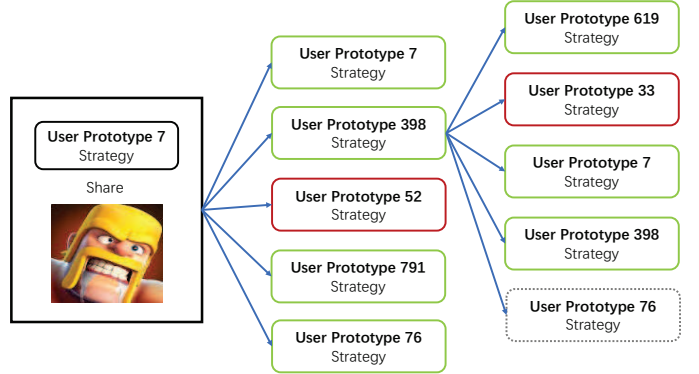 User Prototype 7
Strategy
Share
User Prototype 7
Strategy
User Prototype 398
Strategy
User Prototype 52
Strategy
User Prototype 791
Strategy
User Prototype 76
Strategy
User Prototype 619
Strategy
User Prototype 33
Strategy
User Prototype 7
Strategy
User Prototype 398
Strategy
User Prototype 76
Strategy